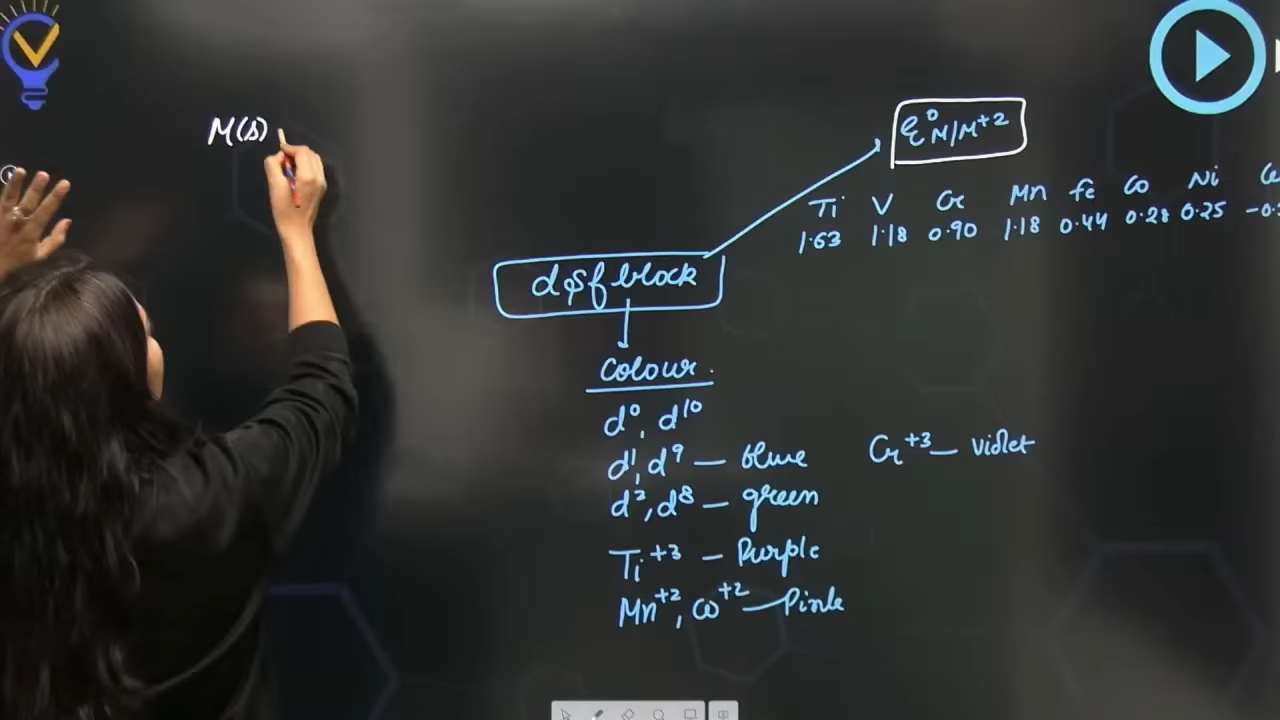 M(s)
ε⁰ M/M⁺²
Ti V Cr Mn Fe Co Ni
1.63 1.18 0.90 1.18 0.44 0.28 0.25
d & f block
Colour.
d⁰, d¹⁰
d¹, d⁹ — blue
Cr⁺³ — violet
d², d⁸ — green
Ti⁺³ — Purple
Mn⁺², Co⁺² — Pink